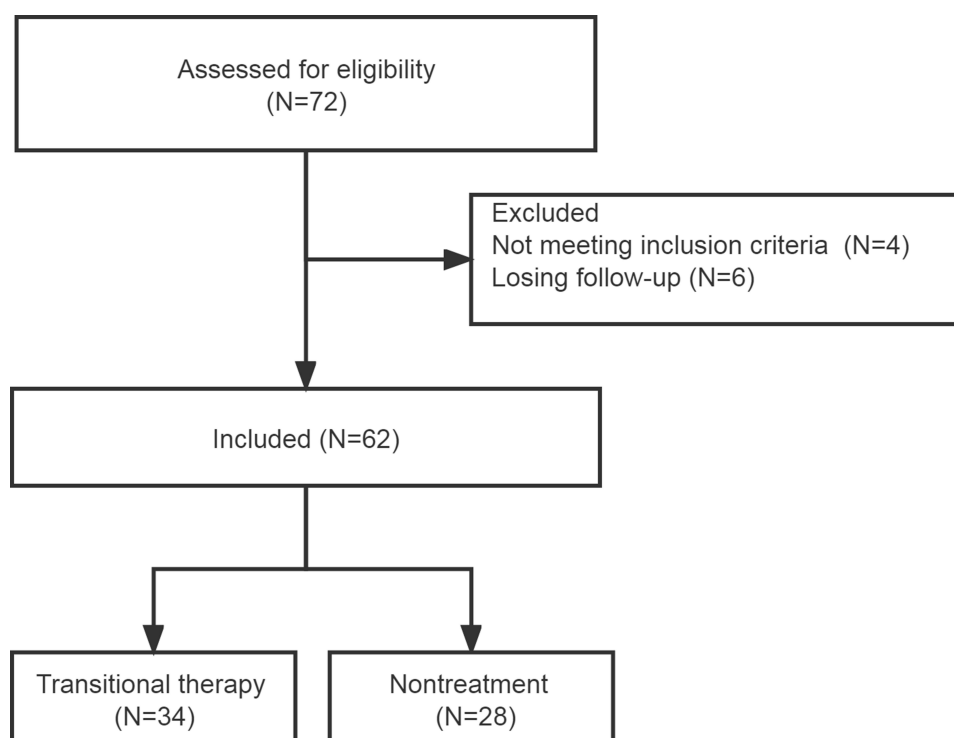 Assessed for eligibility
(N=72)
Excluded
Not meeting inclusion criteria  (N=4)
Losing follow-up (N=6)
Included (N=62)
Transitional therapy
(N=34)
Nontreatment
(N=28)